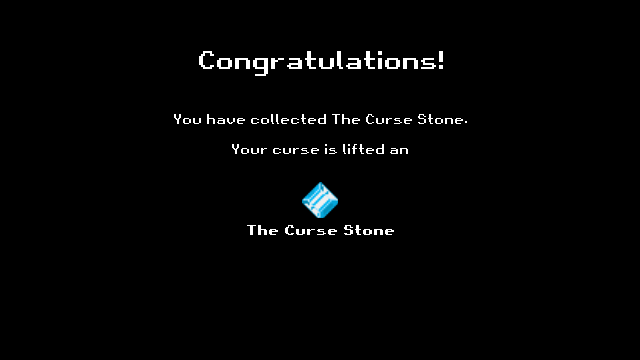 Congratulations!
You have collected The Curse Stone.
Your curse is lifted an
The Curse Stone